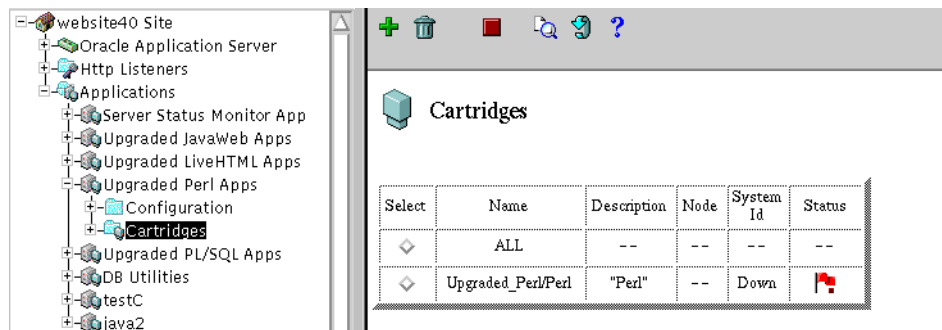 website40 Site
Oracle Application Server
Http Listeners
Applications
Server Status Monitor App
Upgraded JavaWeb Apps
Upgraded LiveHTML Apps
Upgraded Perl Apps
Configuration
Cartridges
Upgraded PL/SQL Apps
DB Utilities
testC
java2
Cartridges
Select Name Description Node System Id Status
ALL -- -- -- --
Upgraded_Perl/Perl "Perl" -- Down